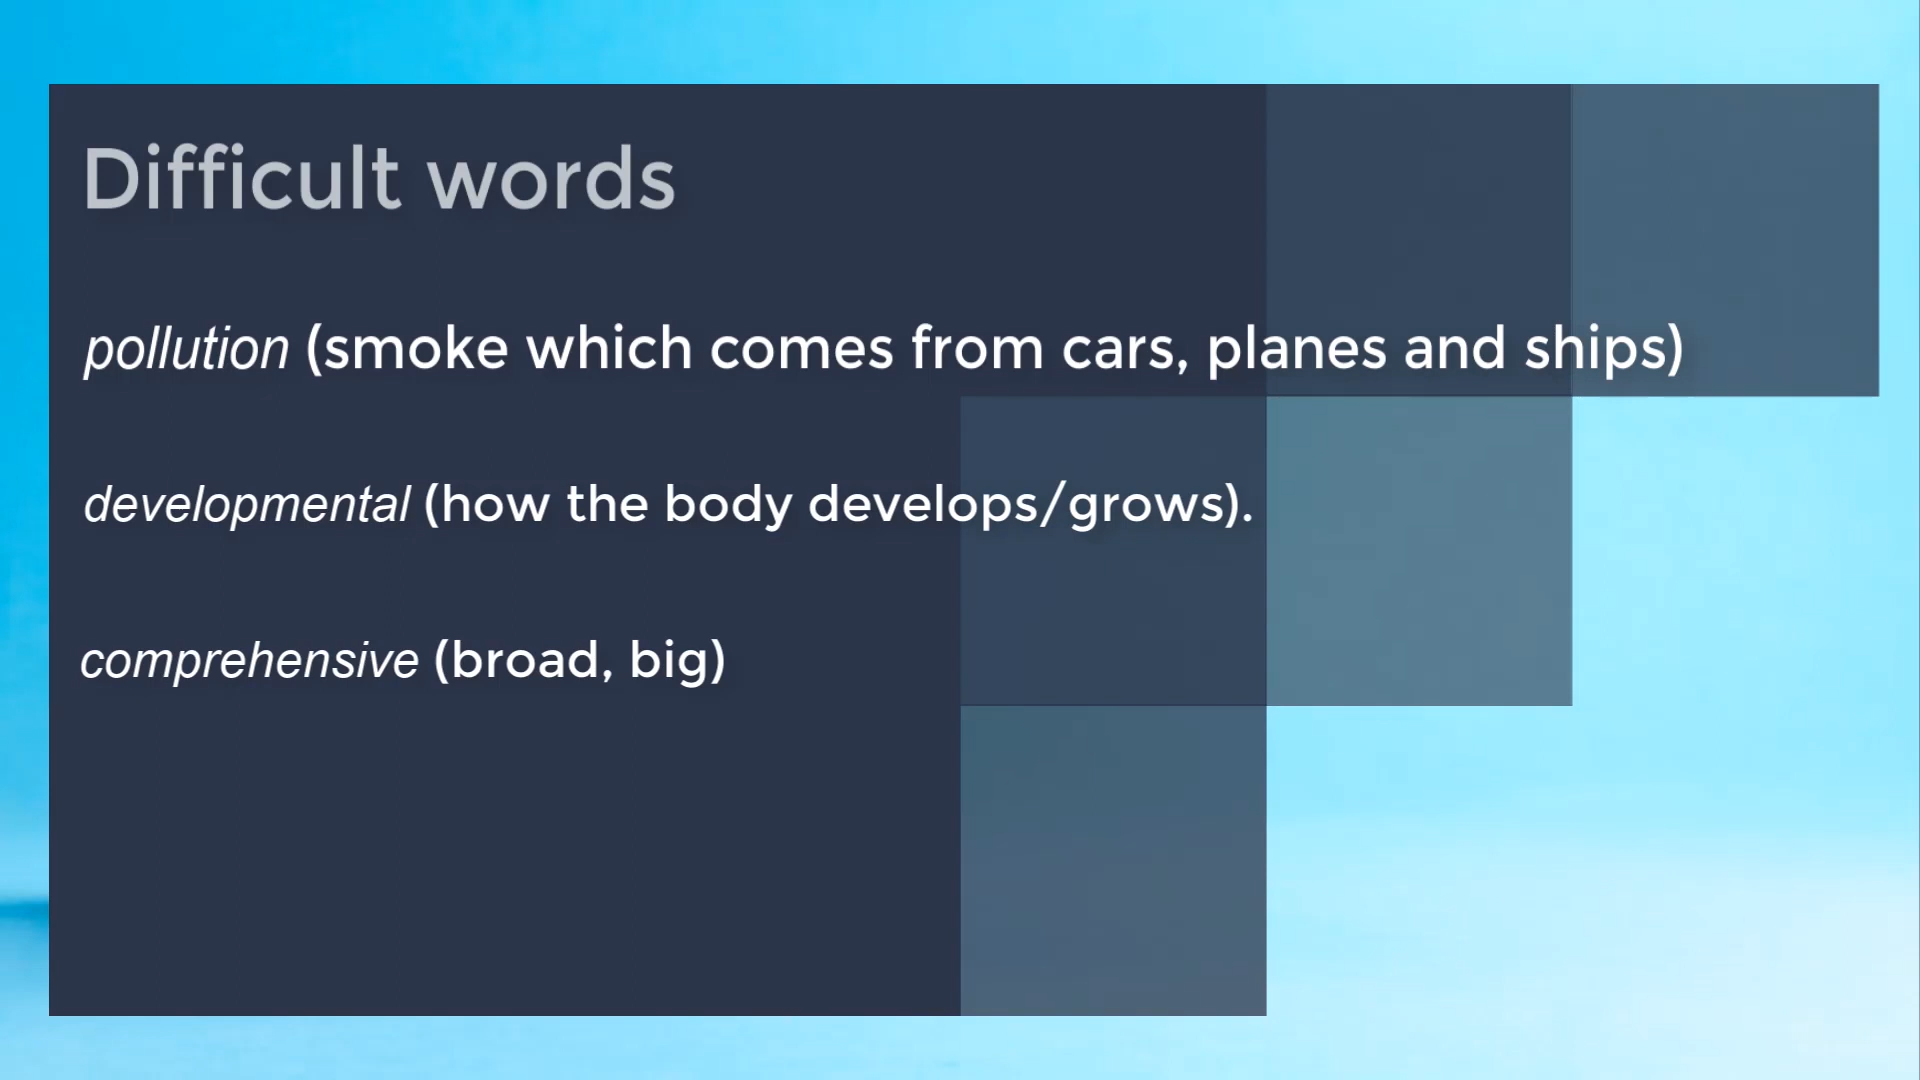 Difficult words
pollution (smoke which comes from cars, planes and ships)
developmental (how the body develops/grows).
comprehensive (broad, big)